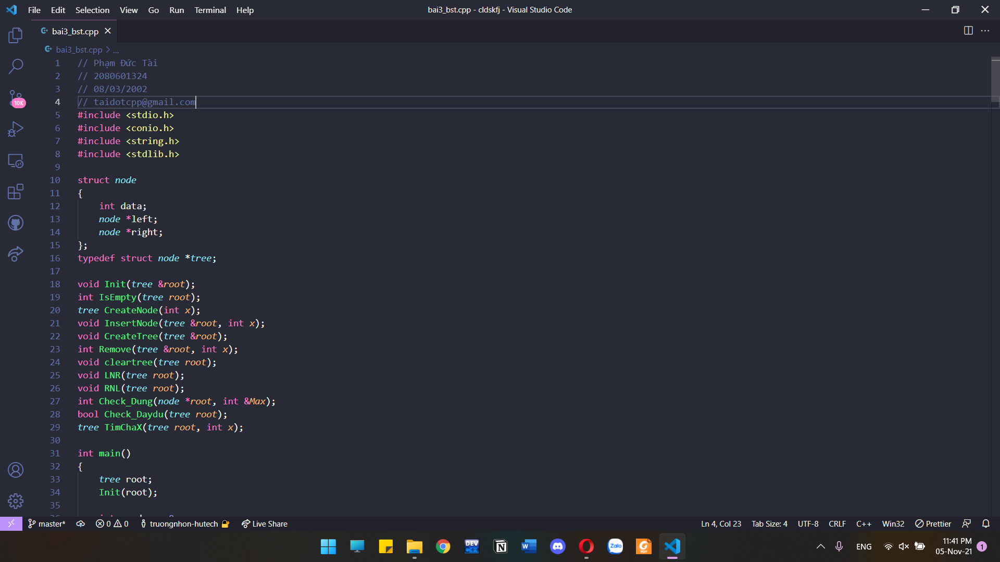 File Edit Selection View Go Run Terminal Help
bai3_bst.cpp - cldskfj - Visual Studio Code
bai3_bst.cpp
bai3_bst.cpp > ...
10K
1 // Phạm Đức Tài
2 // 2080601324
3 // 08/03/2002
4 // taidotcpp@gmail.com
5 #include <stdio.h>
6 #include <conio.h>
7 #include <string.h>
8 #include <stdlib.h>
9
10 struct node
11 {
12     int data;
13     node *left;
14     node *right;
15 };
16 typedef struct node *tree;
17
18 void Init(tree &root);
19 int IsEmpty(tree root);
20 tree CreateNode(int x);
21 void InsertNode(tree &root, int x);
22 void CreateTree(tree &root);
23 int Remove(tree &root, int x);
24 void cleartree(tree root);
25 void LNR(tree root);
26 void RNL(tree root);
27 int Check_Dung(node *root, int &Max);
28 bool Check_Daydu(tree root);
29 tree TimChaX(tree root, int x);
30
31 int main()
32 {
33     tree root;
34     Init(root);
35
master* 0 0 truongnhon-hutech Live Share
Ln 4, Col 23 Tab Size: 4 UTF-8 CRLF C++ Win32 Prettier
DEV C++
Zalo
PDF
ENG
11:41 PM
05-Nov-21
1